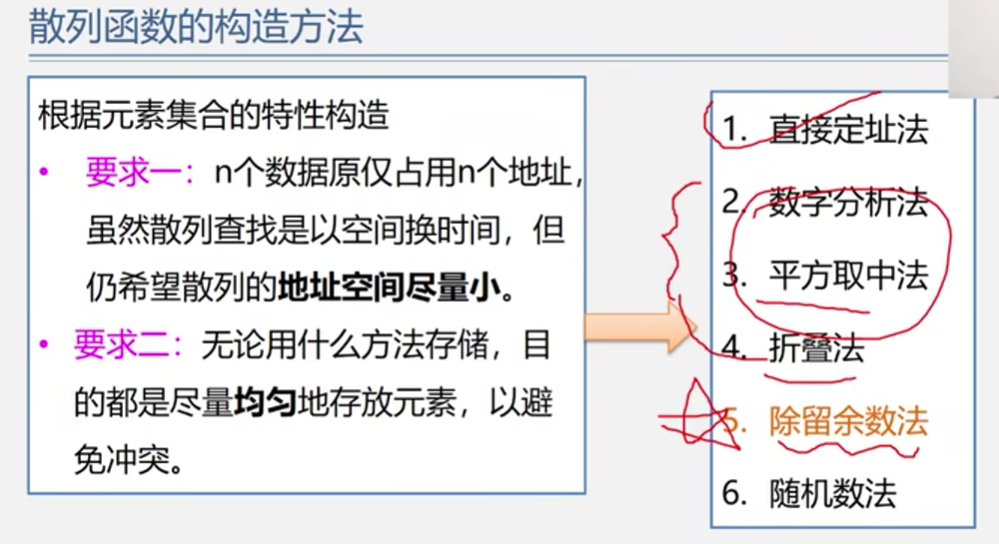 散列函数的构造方法
根据元素集合的特性构造
• 要求一：n个数据原仅占用n个地址，
虽然散列查找是以空间换时间，但
仍希望散列的地址空间尽量小。
• 要求二：无论用什么方法存储，目
的都是尽量均匀地存放元素，以避
免冲突。
1. 直接定址法
2. 数字分析法
3. 平方取中法
4. 折叠法
5. 除留余数法
6. 随机数法